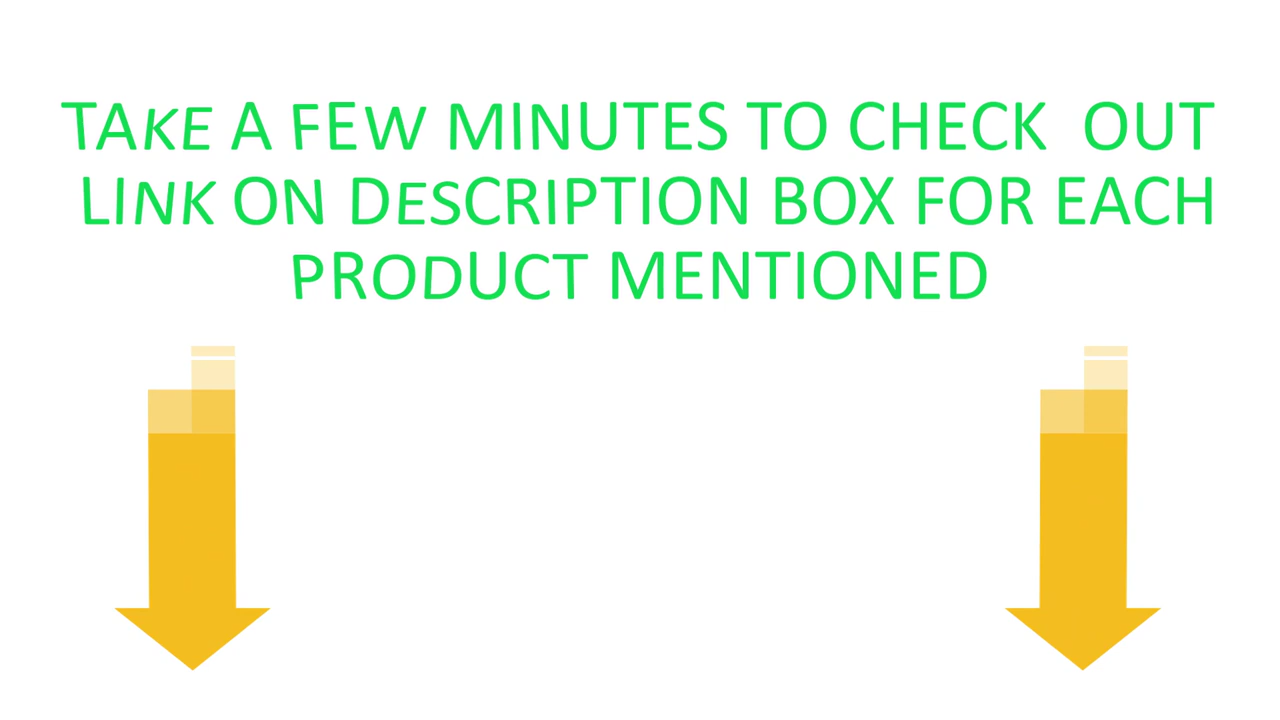 TAKE A FEW MINUTES TO CHECK OUT
LINK ON DESCRIPTION BOX FOR EACH
PRODUCT MENTIONED